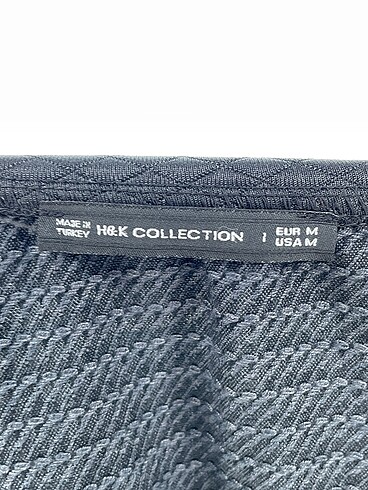 MADE IN
TURKEY
H&K COLLECTION
EUR M
USA M